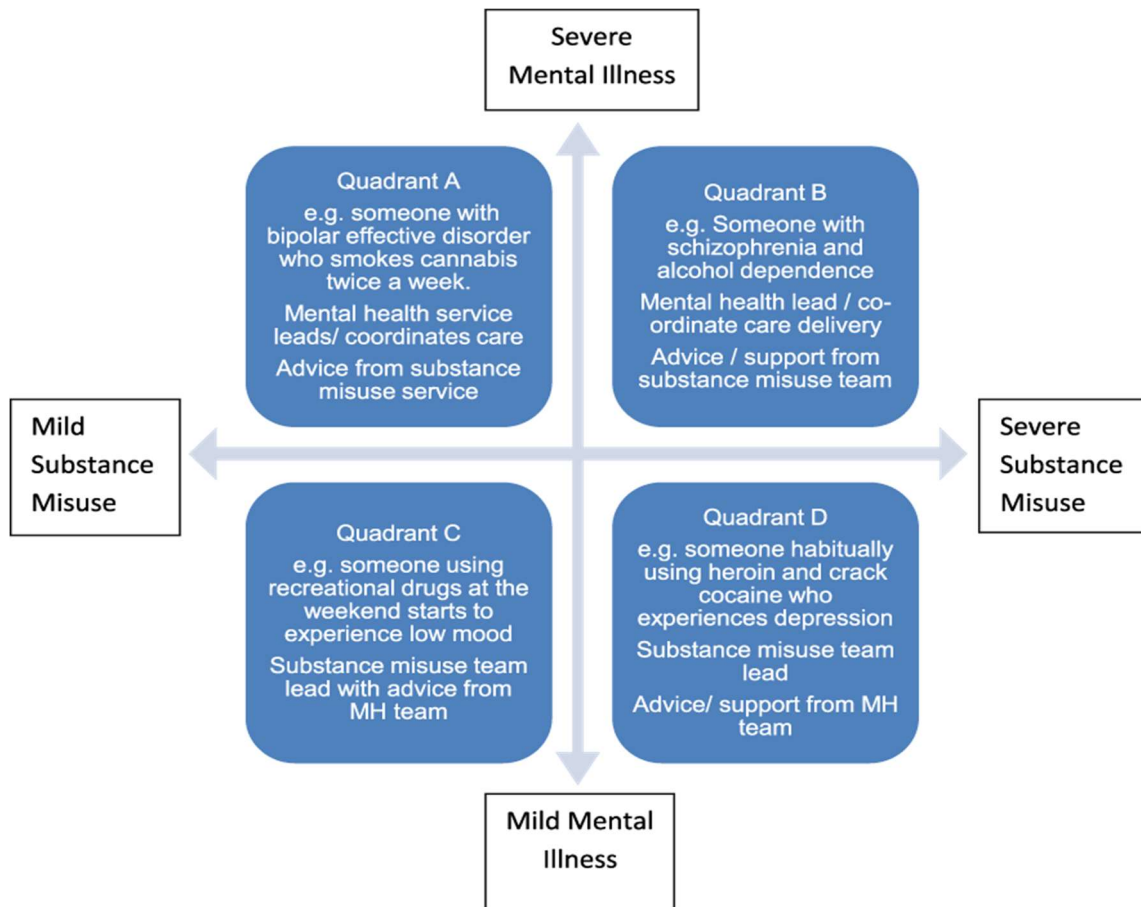 Severe
Mental Illness
Quadrant A
e.g. someone with
bipolar effective disorder
who smokes cannabis
twice a week.
Mental health service
leads/ coordinates care
Advice from substance
misuse service
Quadrant B
e.g. Someone with
schizophrenia and
alcohol dependence
Mental health lead / co-
ordinate care delivery
Advice / support from
substance misuse team
Mild
Substance
Misuse
Severe
Substance
Misuse
Quadrant C
e.g. someone using
recreational drugs at the
weekend starts to
experience low mood
Substance misuse team
lead with advice from
MH team
Quadrant D
e.g. someone habitually
using heroin and crack
cocaine who
experiences depression
Substance misuse team
lead
Advice/ support from MH
team
Mild Mental
Illness